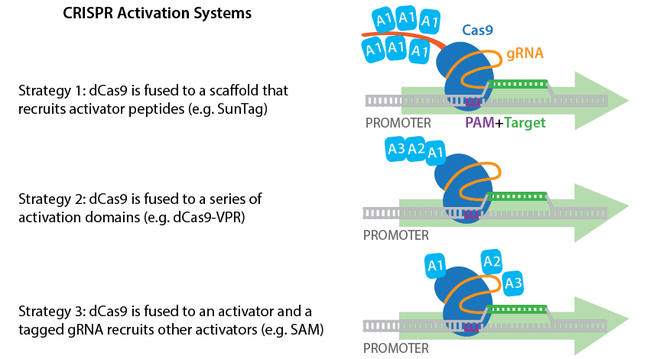 CRISPR Activation Systems
A1 A1 A1
A1 A1 A1
Cas9
gRNA
Strategy 1: dCas9 is fused to a scaffold that
recruits activator peptides (e.g. SunTag)
PROMOTER
PAM+Target
A3 A2 A1
Strategy 2: dCas9 is fused to a series of
activation domains (e.g. dCas9-VPR)
PROMOTER
A1
A2
A3
Strategy 3: dCas9 is fused to an activator and a
tagged gRNA recruits other activators (e.g. SAM)
PROMOTER